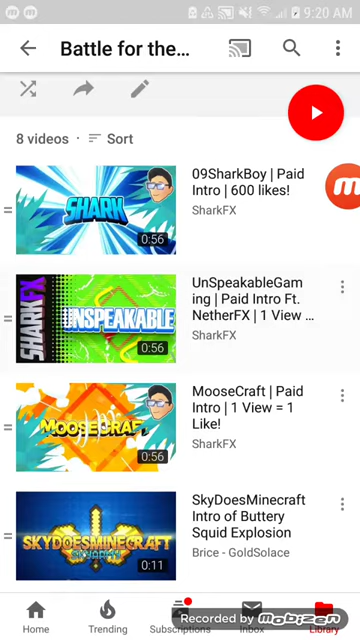 9:20 AM
Battle for the...
8 videos
Sort
09SharkBoy | Paid
Intro | 600 likes!
SharkFX
SHARK
0:56
UnSpeakableGam
ing | Paid Intro Ft.
NetherFX | 1 View ...
SharkFX
SHARKFX
UNSPEAKABLE
0:56
MooseCraft | Paid
Intro | 1 View = 1
Like!
SharkFX
MOOSECRAFT
0:56
SkyDoesMinecraft
Intro of Buttery
Squid Explosion
Brice - GoldSolace
SKYDOESMINECRAFT
0:11
Home
Trending
Subscriptions
Inbox
Library
Recorded by mobizen